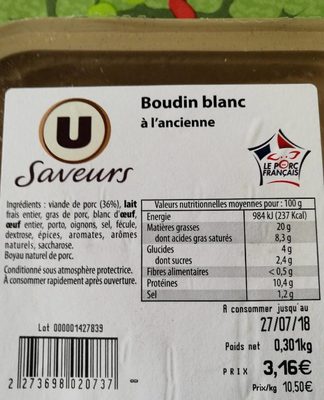 Boudin blanc
à l'ancienne
U
Saveurs
LE PORC
FRANÇAIS
Ingrédients : viande de porc (36%), lait
frais entier, gras de porc, blanc d'œuf,
œuf entier, porto, oignons, sel, fécule,
dextrose, épices, aromates, arômes
naturels, saccharose.
Boyau naturel de porc.
Conditionné sous atmosphère protectrice.
A consommer rapidement après ouverture.
Valeurs nutritionnelles moyennes pour : 100 g
Energie 984 kJ (237 Kcal)
Matières grasses 20 g
dont acides gras saturés 8,3 g
Glucides 4 g
dont sucres 2,4 g
Fibres alimentaires < 0,5 g
Protéines 10,4 g
Sel 1,2 g
A consommer jusqu'au
27/07/18
Lot 000001427839
Poids net 0,301kg
PRIX 3,16€
Prix/kg 10,50€
2 273698 020737